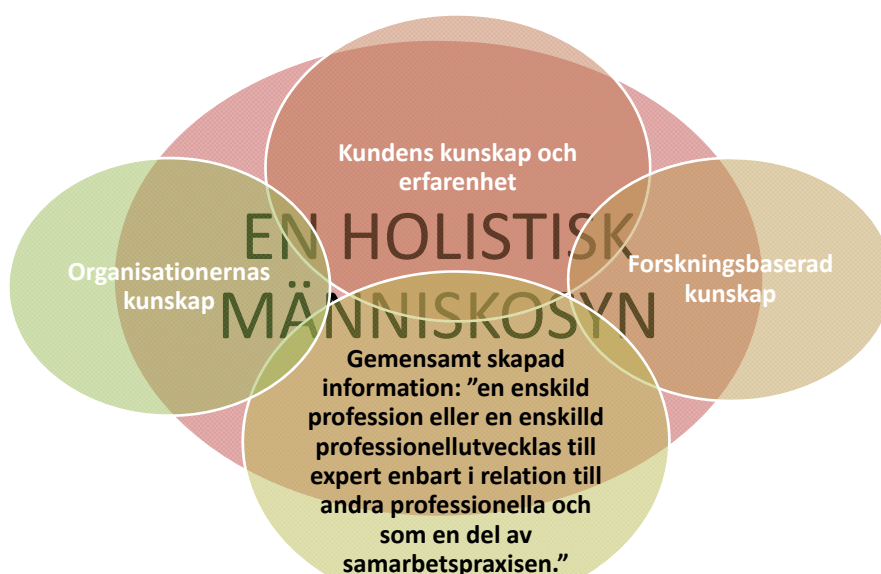 Kundens kunskap och
erfarenhet
EN HOLISTISK
MÄNNISKOSYN
Organisationernas
kunskap
Forskningsbaserad
kunskap
Gemensamt skapad
information: ”en enskild
profession eller en enskilld
professionellutvecklas till
expert enbart i relation till
andra professionella och
som en del av
samarbetspraxisen.”